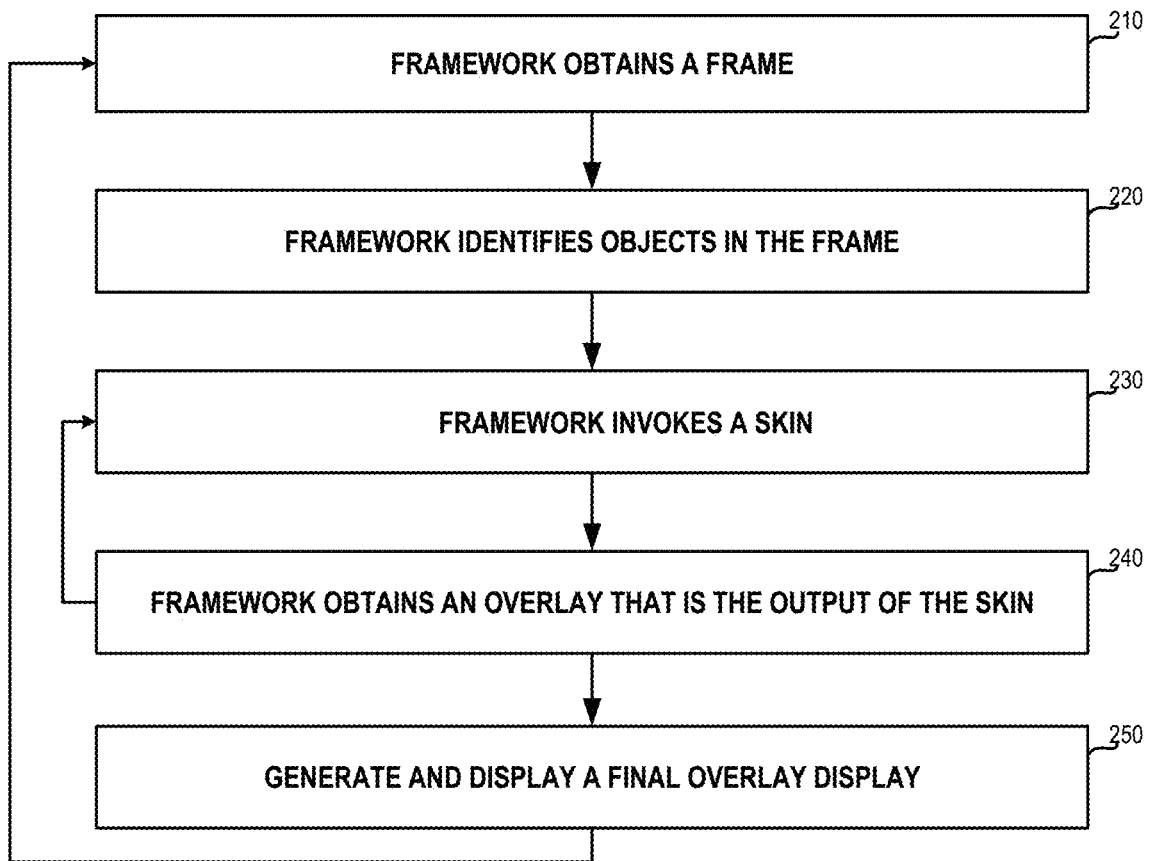 210
FRAMEWORK OBTAINS A FRAME
220
FRAMEWORK IDENTIFIES OBJECTS IN THE FRAME
230
FRAMEWORK INVOKES A SKIN
240
FRAMEWORK OBTAINS AN OVERLAY THAT IS THE OUTPUT OF THE SKIN
250
GENERATE AND DISPLAY A FINAL OVERLAY DISPLAY